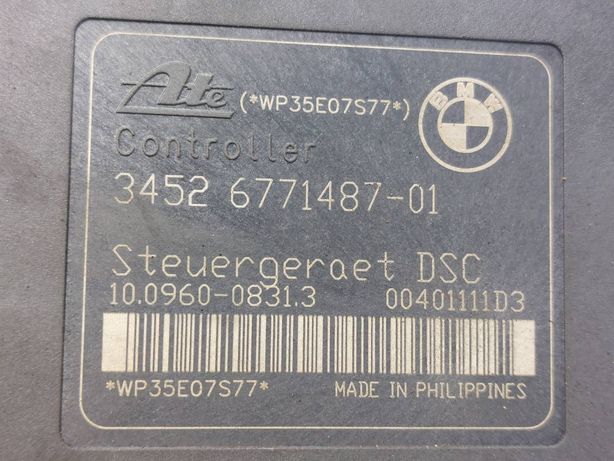 Ate (*WP35E07S77*)
BMW
Controller
3452 6771487-01
Steuergeraet DSC
10.0960-0831.3 00401111D3
*WP35E07S77* MADE IN PHILIPPINES